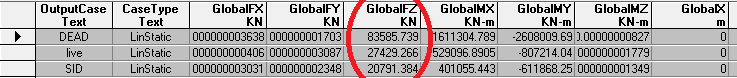 OutputCase CaseType GlobalFX GlobalFY GlobalFZ GlobalMX GlobalMY GlobalMZ GlobalX
Text Text KN KN KN KN-m KN-m KN-m m
DEAD LinStatic 000000003638 000000001703 83585.739 1611304.789 -2608009.69 0.00000000827 0
live LinStatic 000000000406 000000003087 27429.266 529096.8905 -807214.04 000000001779 0
SID LinStatic 000000003031 000000002348 20791.384 401055.443 -611868.25 000000001349 0